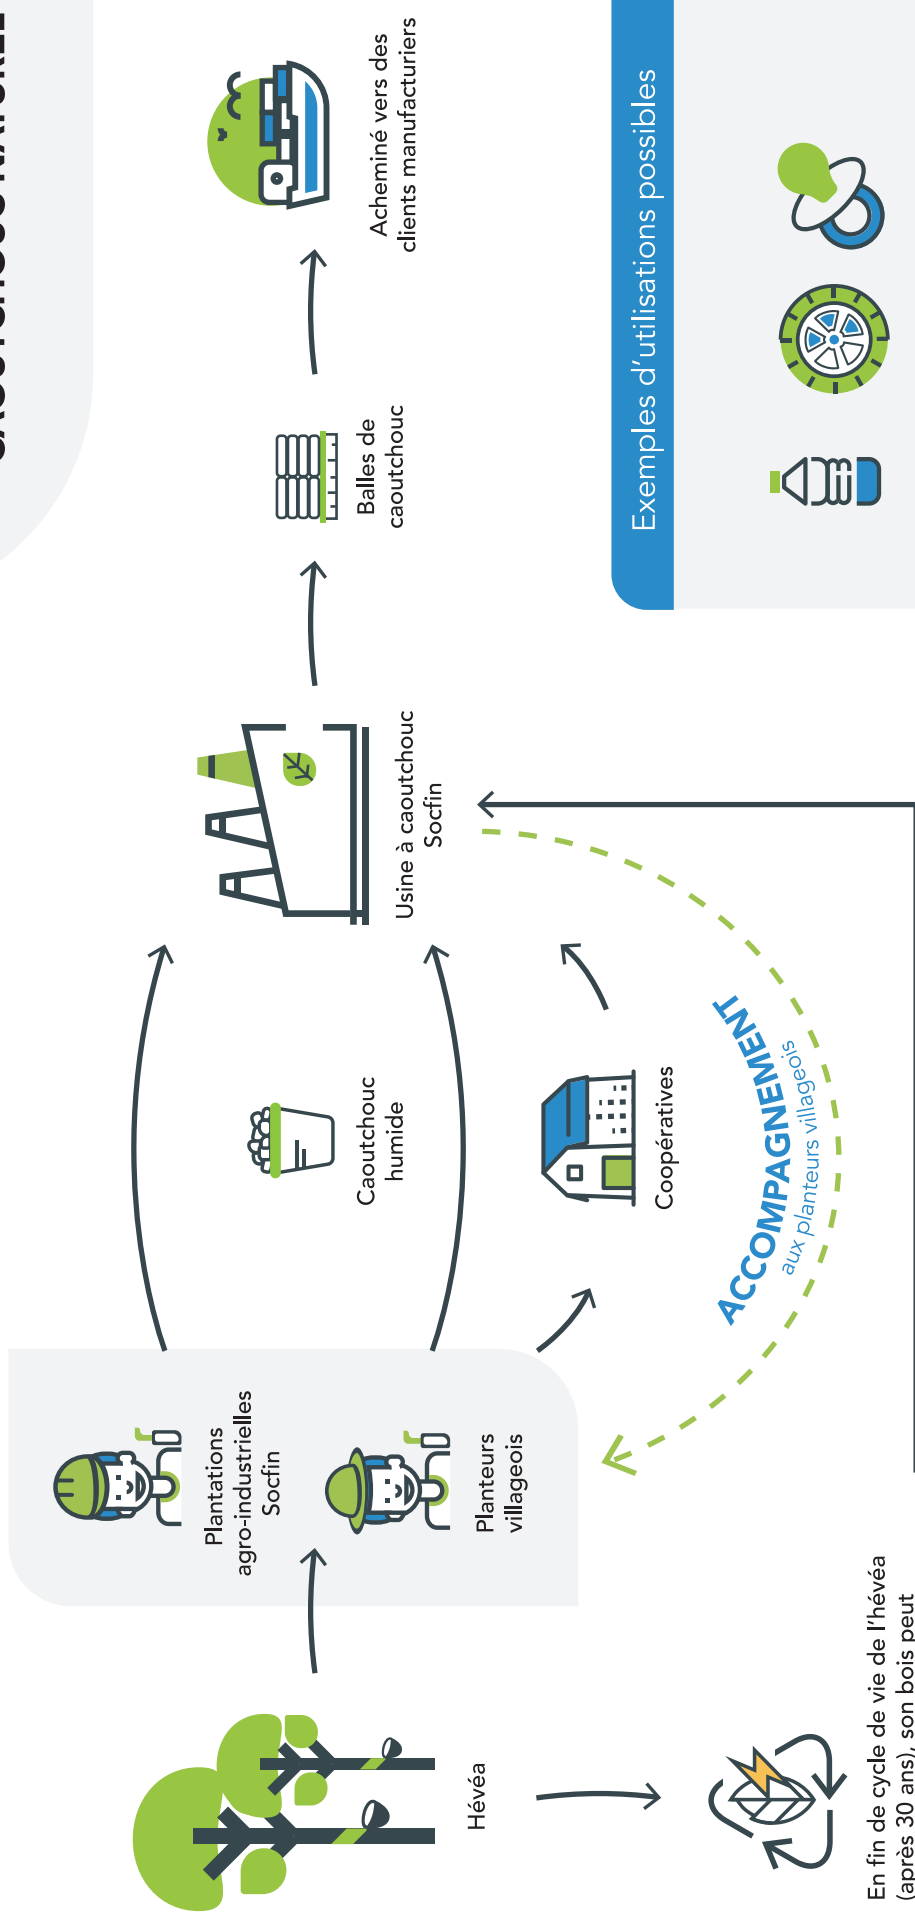 Hévéa
Plantations
agro-industrielles
Socfin
Planteurs
villageois
Caoutchouc
humide
Coopératives
Usine à caoutchouc
Socfin
Balles de
caoutchouc
Acheminé vers des
clients manufacturiers
ACCOMPAGNEMENT
aux planteurs villageois
Exemples d'utilisations possibles
En fin de cycle de vie de l'hévéa
(après 30 ans), son bois peut